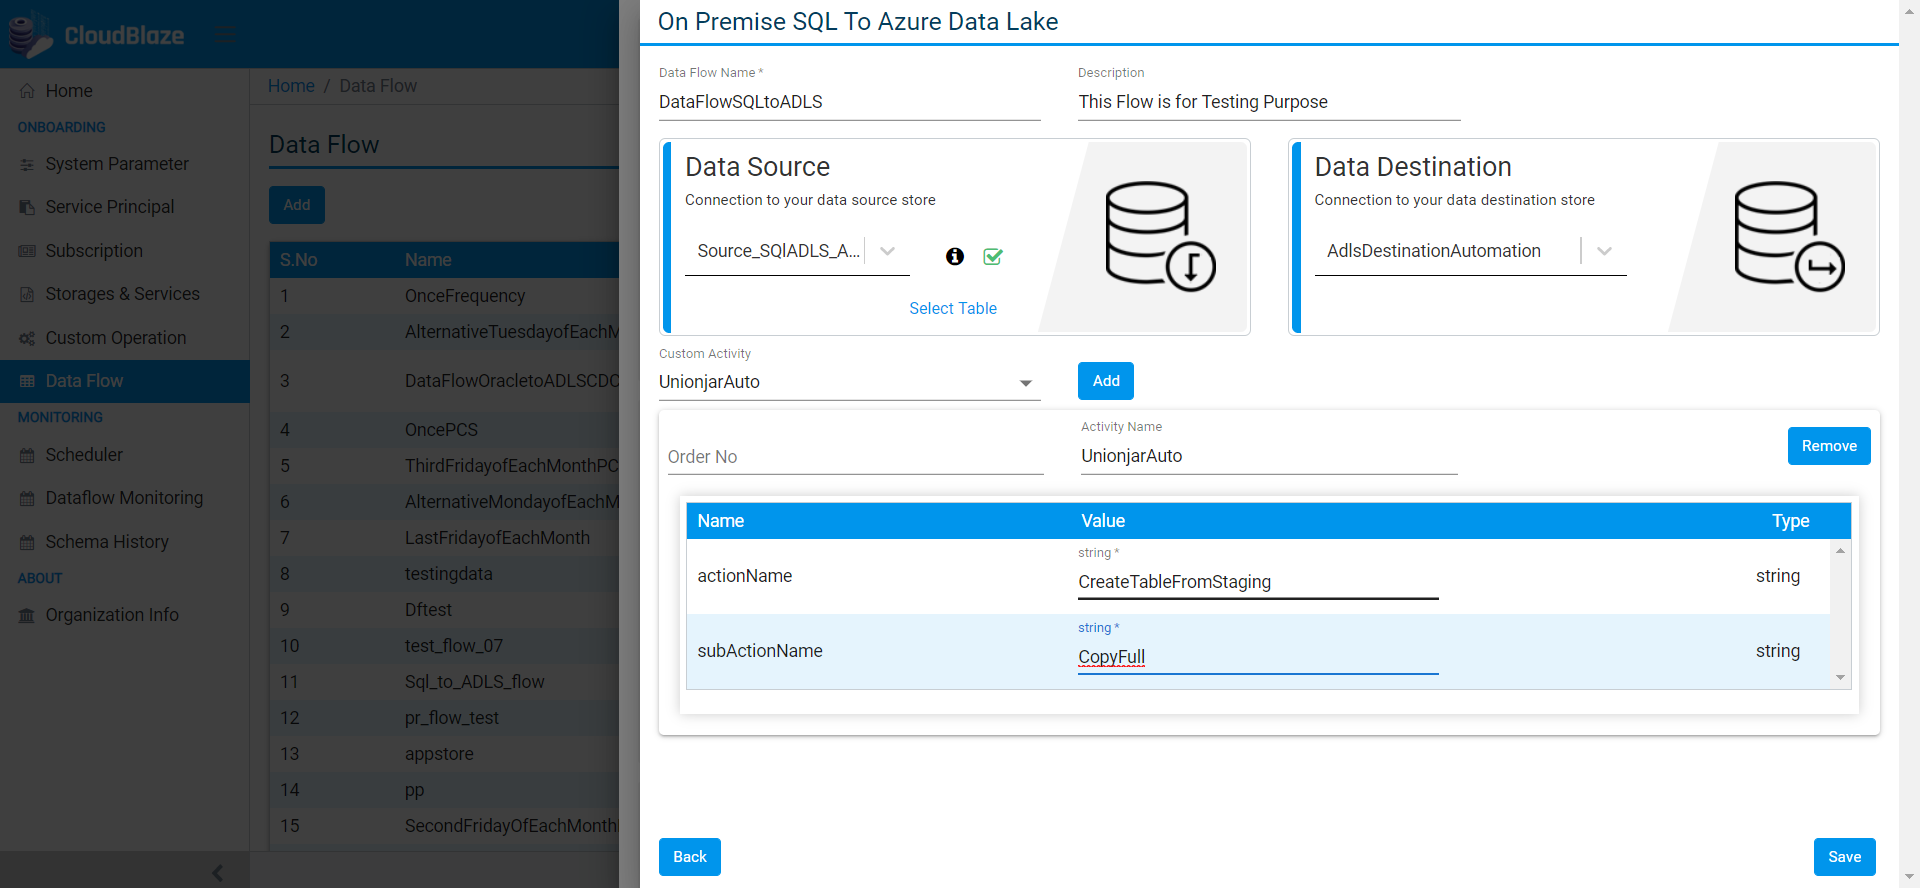 CloudBlaze
Home
ONBOARDING
System Parameter
Service Principal
Subscription
Storages & Services
Custom Operation
Data Flow
MONITORING
Scheduler
Dataflow Monitoring
Schema History
ABOUT
Organization Info
Home / Data Flow
Data Flow
Add
S.No Name
1 OnceFrequency
2 AlternativeTuesdayofEachM
3 DataFlowOracletoADLSCDC
4 OncePCS
5 ThirdFridayofEachMonthPC
6 AlternativeMondayofEachM
7 LastFridayofEachMonth
8 testingdata
9 Dftest
10 test_flow_07
11 Sql_to_ADLS_flow
12 pr_flow_test
13 appstore
14 pp
15 SecondFridayOfEachMonth
On Premise SQL To Azure Data Lake
Data Flow Name *
DataFlowSQLtoADLS
Description
This Flow is for Testing Purpose
Data Source
Connection to your data source store
Source_SQlADLS_A...
Select Table
Data Destination
Connection to your data destination store
AdlsDestinationAutomation
Custom Activity
UnionjarAuto
Add
Order No
Activity Name
UnionjarAuto
Remove
Name Value Type
actionName
string *
CreateTableFromStaging
string
subActionName
string *
CopyFull
string
Back
Save